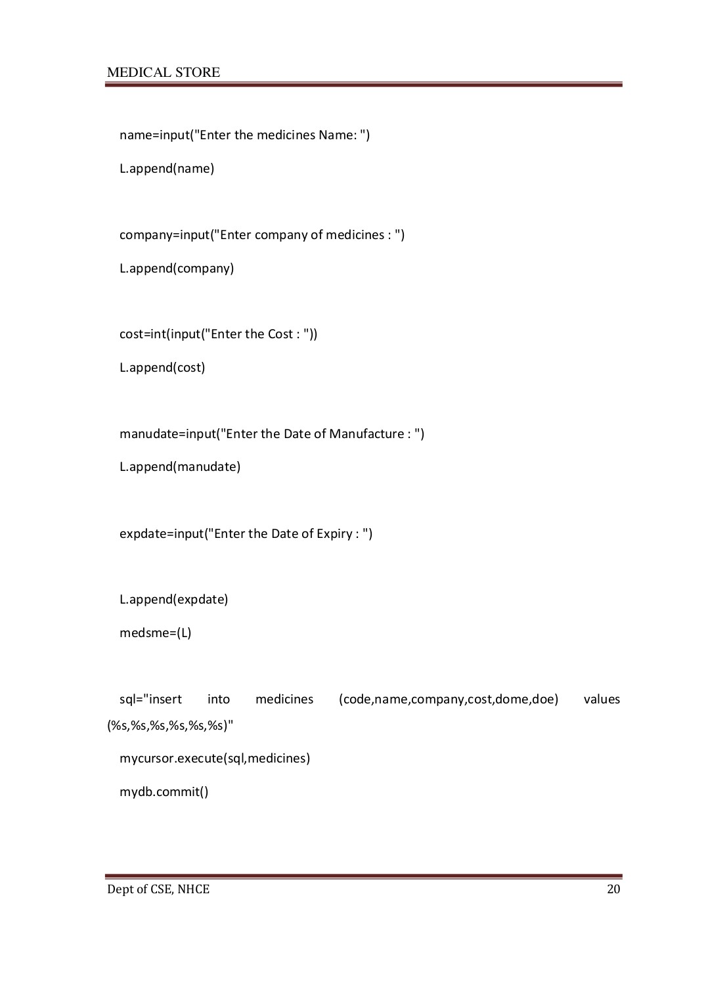 MEDICAL STORE
name=input("Enter the medicines Name: ")
L.append(name)
company=input("Enter company of medicines : ")
L.append(company)
cost=int(input("Enter the Cost : "))
L.append(cost)
manudate=input("Enter the Date of Manufacture : ")
L.append(manudate)
expdate=input("Enter the Date of Expiry : ")
L.append(expdate)
medsme=(L)
sql="insert into medicines (code,name,company,cost,dome,doe) values
(%s,%s,%s,%s,%s,%s)"
mycursor.execute(sql,medicines)
mydb.commit()
Dept of CSE, NHCE 20